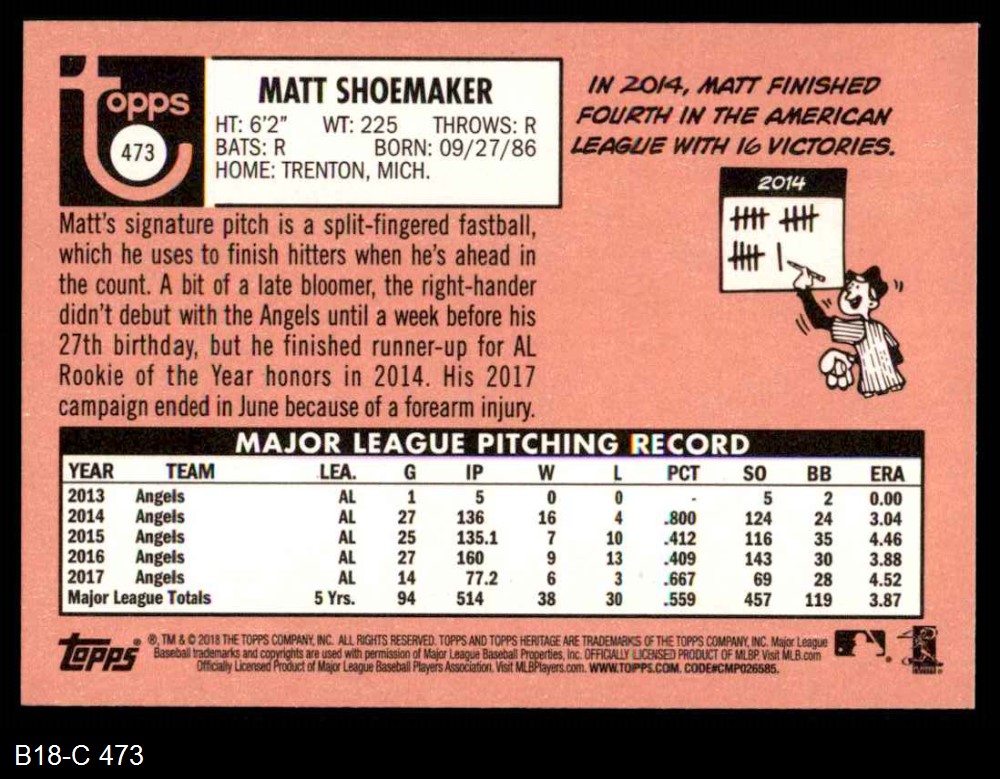 Topps
473
MATT SHOEMAKER
HT: 6'2" WT: 225 THROWS: R
BATS: R BORN: 09/27/86
HOME: TRENTON, MICH.
IN 2014, MATT FINISHED
FOURTH IN THE AMERICAN
LEAGUE WITH 16 VICTORIES.
2014
Matt's signature pitch is a split-fingered fastball,
which he uses to finish hitters when he's ahead in
the count. A bit of a late bloomer, the right-hander
didn't debut with the Angels until a week before his
27th birthday, but he finished runner-up for AL
Rookie of the Year honors in 2014. His 2017
campaign ended in June because of a forearm injury.
MAJOR LEAGUE PITCHING RECORD
YEAR TEAM LEA. G IP W L PCT SO BB ERA
2013 Angels AL 1 5 0 0 - 5 2 0.00
2014 Angels AL 27 136 16 4 .800 124 24 3.04
2015 Angels AL 25 135.1 7 10 .412 116 35 4.46
2016 Angels AL 27 160 9 13 .409 143 30 3.88
2017 Angels AL 14 77.2 6 3 .667 69 28 4.52
Major League Totals 5 Yrs. 94 514 38 30 .559 457 119 3.87
Topps ® ®, TM & © 2018 THE TOPPS COMPANY, INC. ALL RIGHTS RESERVED. TOPPS AND TOPPS HERITAGE ARE TRADEMARKS OF THE TOPPS COMPANY, INC. Major League
Baseball trademarks and copyrights are used with permission of Major League Baseball Properties, Inc. OFFICIALLY LICENSED PRODUCT OF MLBP. Visit MLB.com
Officially Licensed Product of Major League Baseball Players Association. Visit MLBPlayers.com. WWW.TOPPS.COM. CODE#CMP026585.
B18-C 473